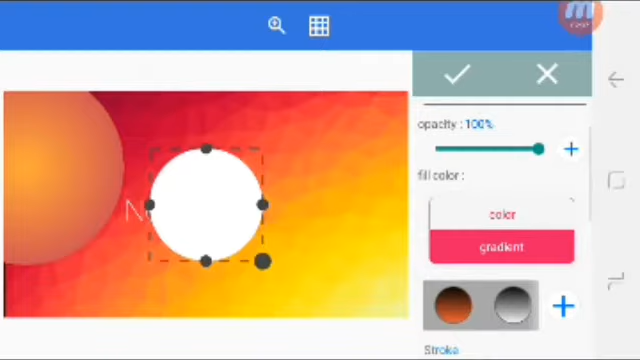 opacity : 100%
fill color :
color
gradient
Stroke
N